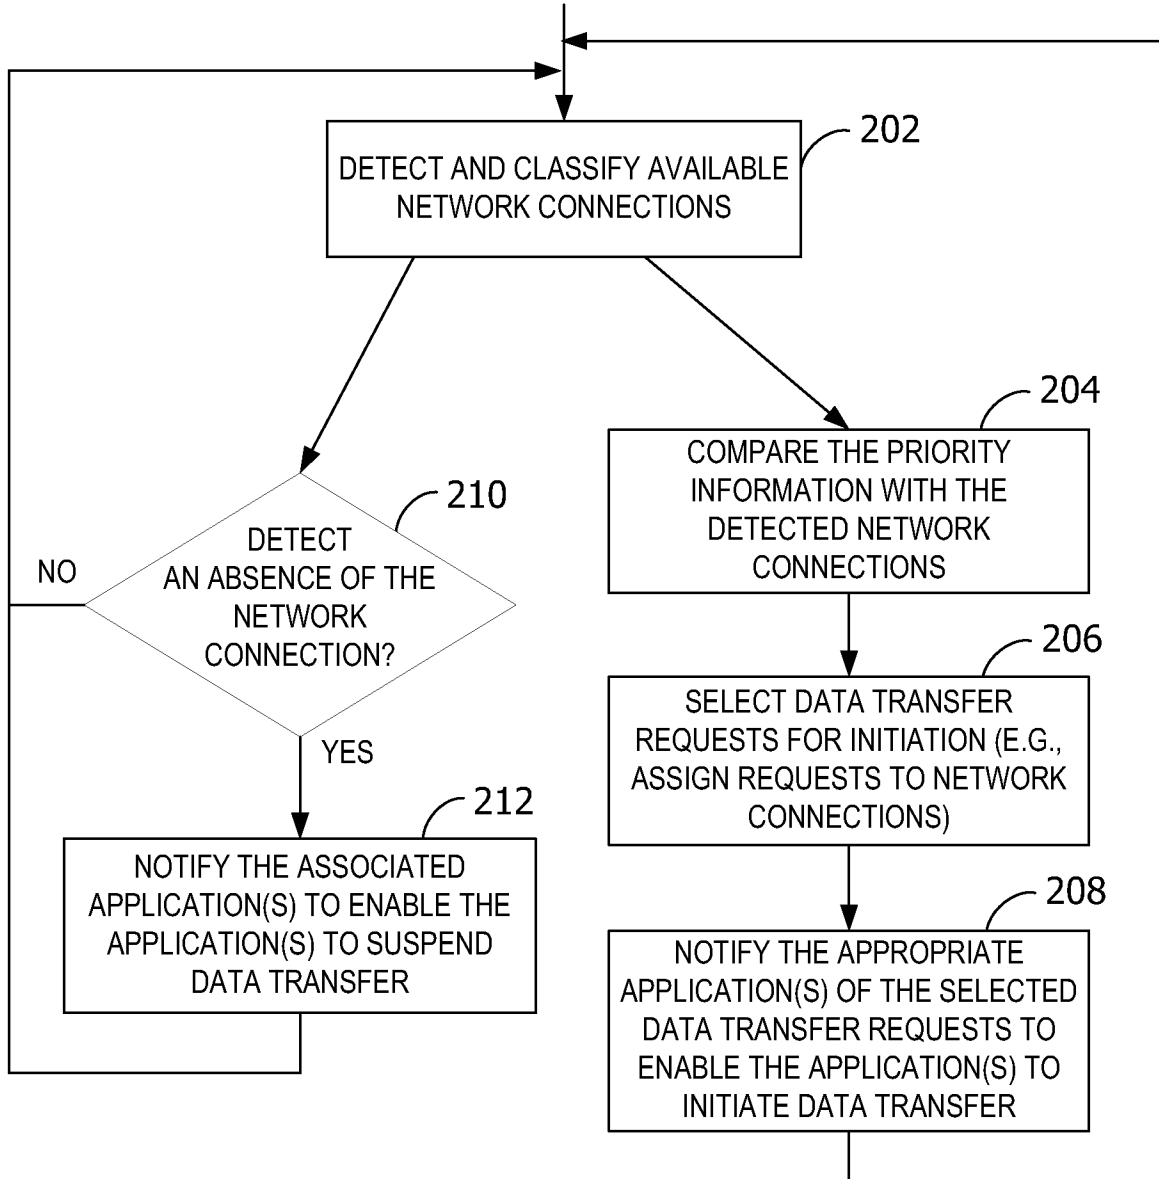 202
DETECT AND CLASSIFY AVAILABLE
NETWORK CONNECTIONS
204
COMPARE THE PRIORITY
INFORMATION WITH THE
DETECTED NETWORK
CONNECTIONS
210
DETECT
AN ABSENCE OF THE
NETWORK
CONNECTION?
NO
YES
206
SELECT DATA TRANSFER
REQUESTS FOR INITIATION (E.G.,
ASSIGN REQUESTS TO NETWORK
CONNECTIONS)
212
NOTIFY THE ASSOCIATED
APPLICATION(S) TO ENABLE THE
APPLICATION(S) TO SUSPEND
DATA TRANSFER
208
NOTIFY THE APPROPRIATE
APPLICATION(S) OF THE SELECTED
DATA TRANSFER REQUESTS TO
ENABLE THE APPLICATION(S) TO
INITIATE DATA TRANSFER